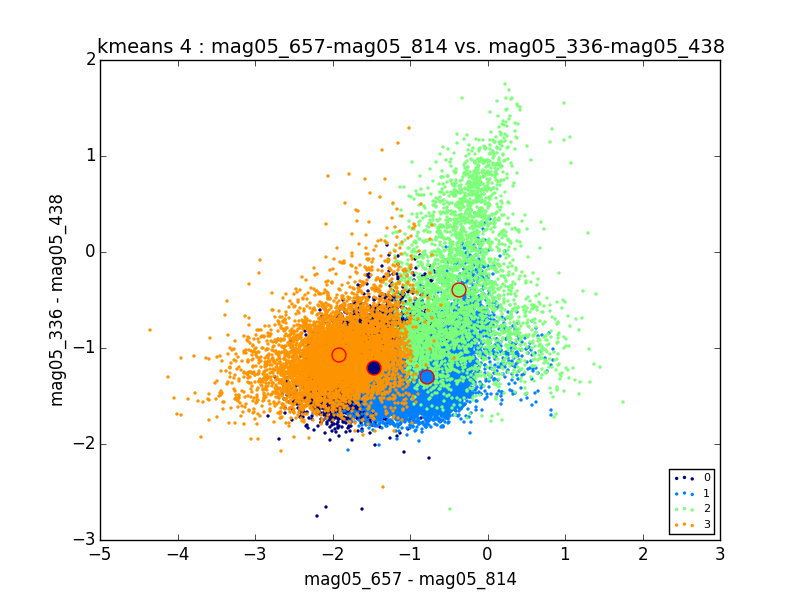 kmeans 4 : mag05_657-mag05_814 vs. mag05_336-mag05_438
2
1
0
−1
−2
−3
mag05_336 - mag05_438
−5 −4 −3 −2 −1 0 1 2 3
mag05_657 - mag05_814
0
1
2
3